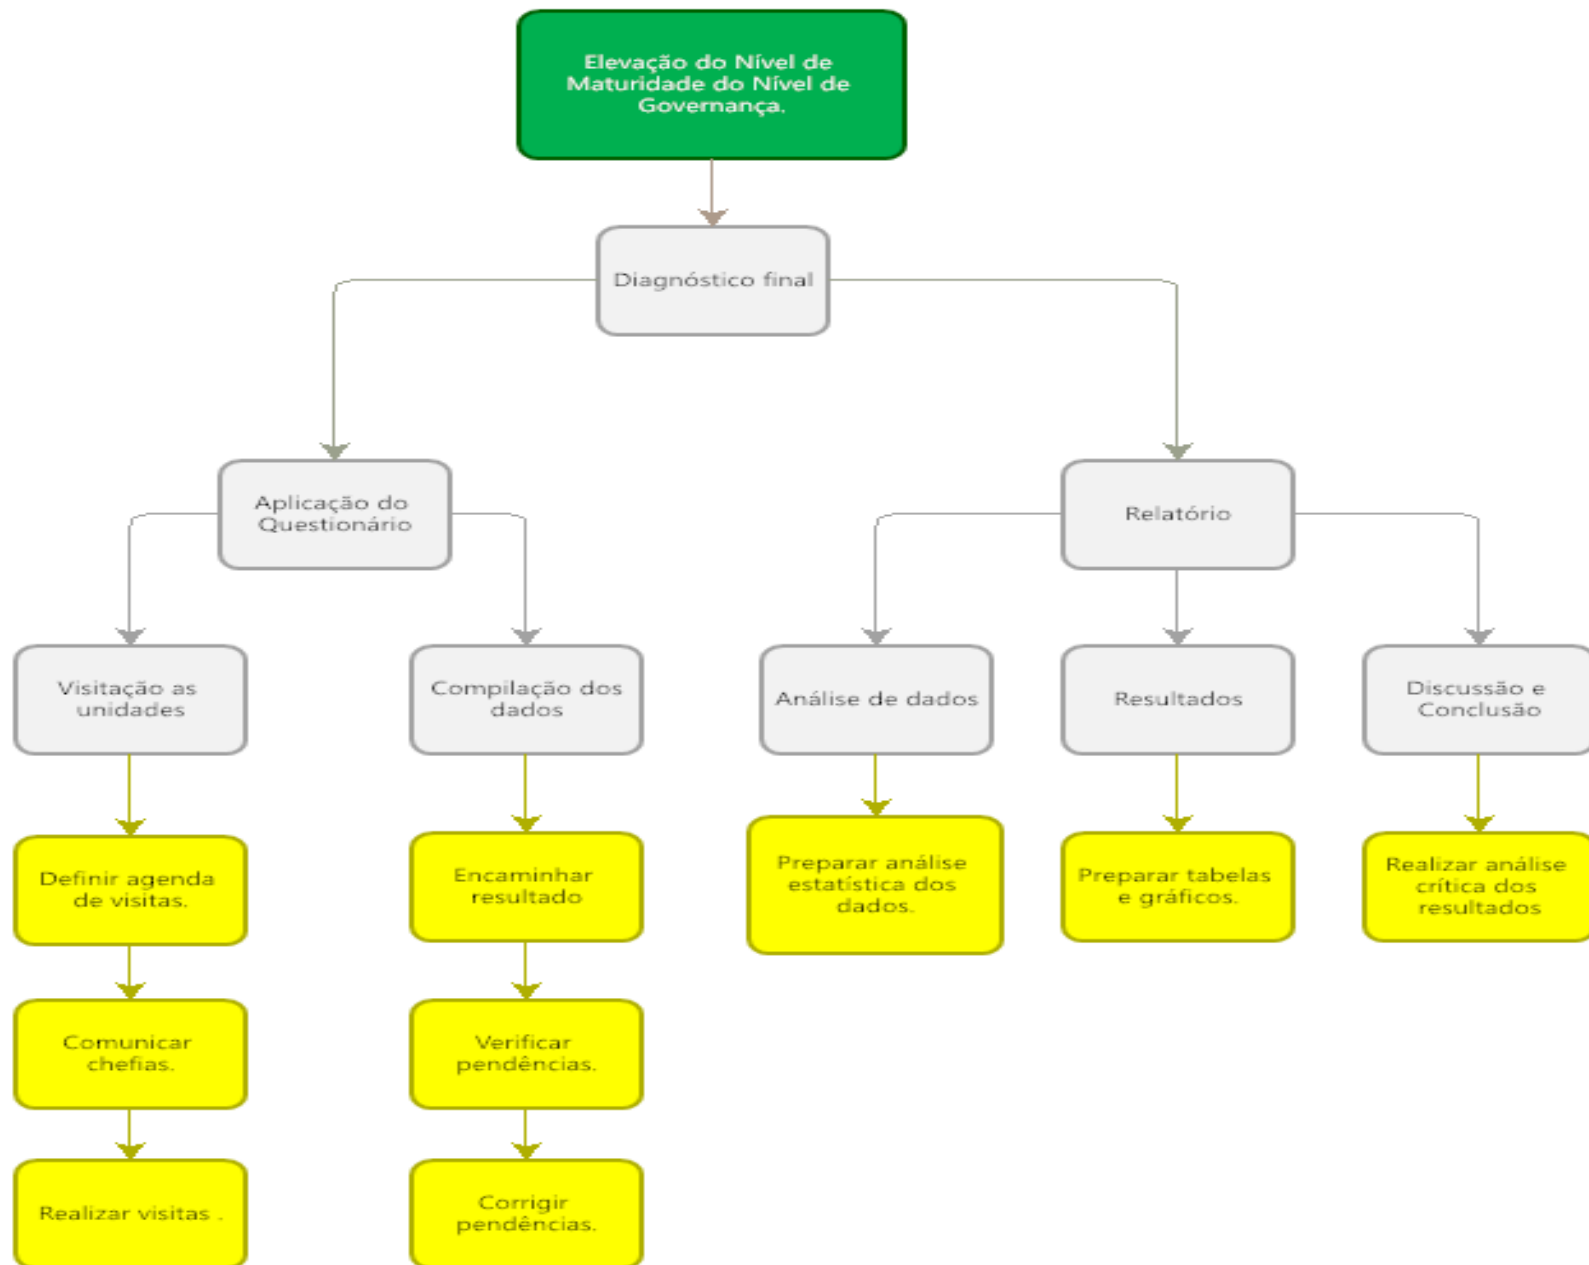 Elevação do Nível de
Maturidade do Nível de
Governança.
Diagnóstico final
Aplicação do
Questionário
Relatório
Visitação as
unidades
Compilação dos
dados
Análise de dados
Resultados
Discussão e
Conclusão
Definir agenda
de visitas.
Encaminhar
resultado
Preparar análise
estatística dos
dados.
Preparar tabelas
e gráficos.
Realizar análise
crítica dos
resultados
Comunicar
chefias.
Verificar
pendências.
Realizar visitas .
Corrigir
pendências.